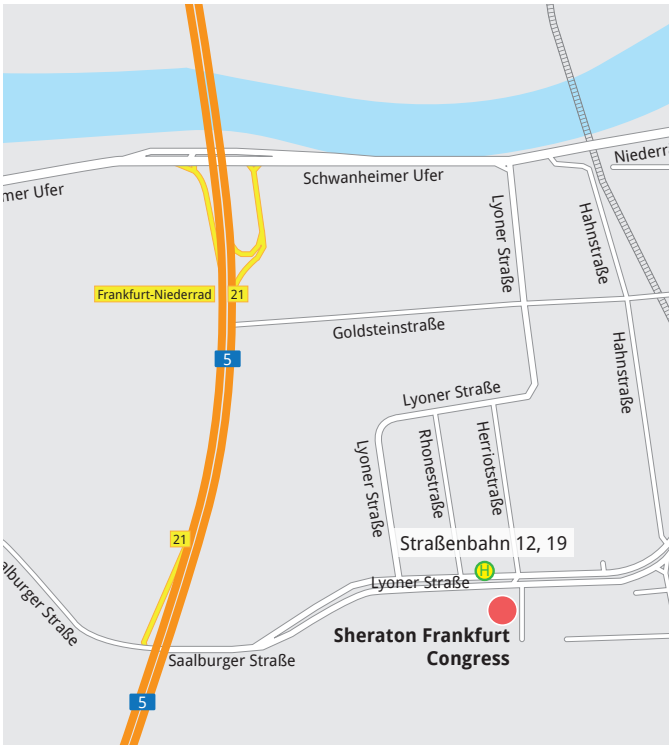 mer Ufer
Schwanheimer Ufer
Niederr
Lyoner Straße
Hahnstraße
Frankfurt-Niederrad
21
Goldsteinstraße
5
Hahnstraße
Lyoner Straße
Lyoner Straße
Rhonestraße
Herriotstraße
21
Straßenbahn 12, 19
H
Lyoner Straße
alburger Straße
Sheraton Frankfurt
Congress
Saalburger Straße
5